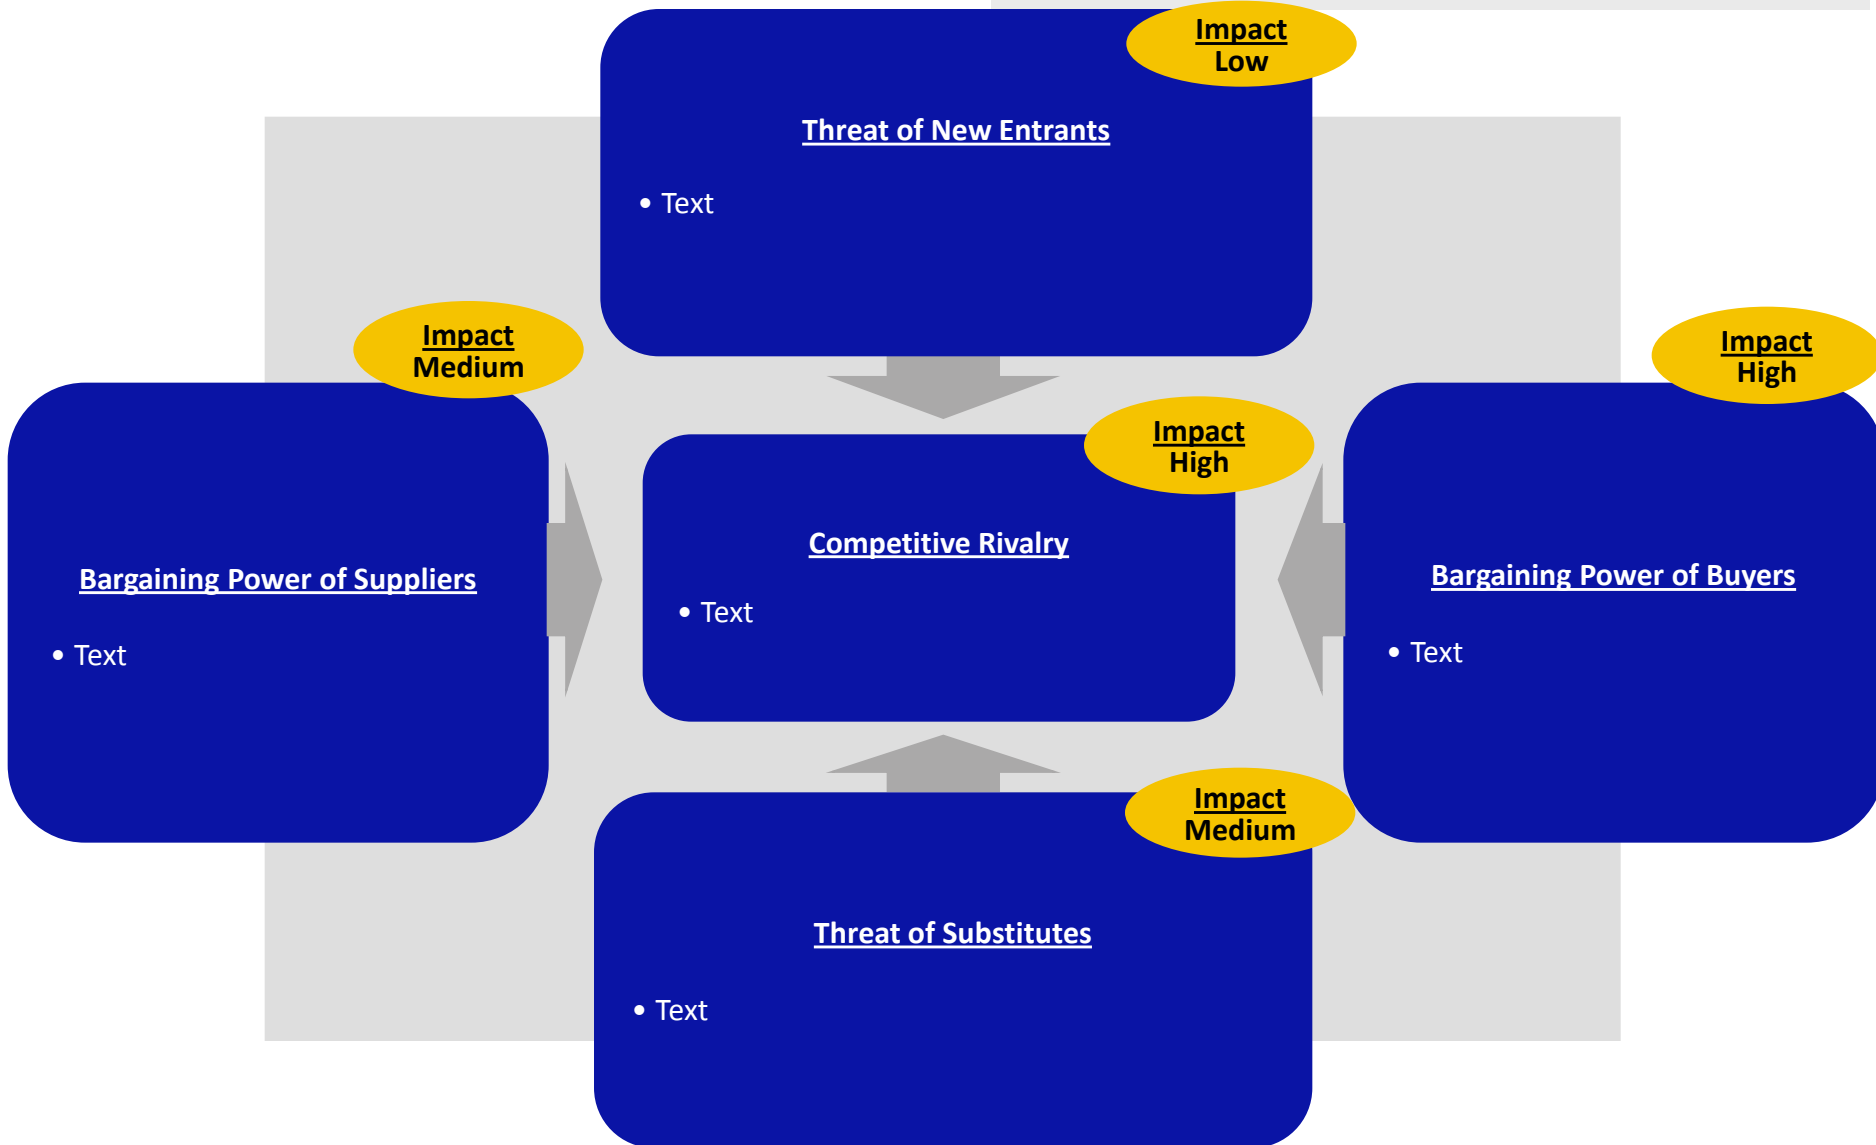 Impact
Low
Threat of New Entrants
• Text
Impact
Medium
Bargaining Power of Suppliers
• Text
Impact
High
Competitive Rivalry
• Text
Impact
High
Bargaining Power of Buyers
• Text
Impact
Medium
Threat of Substitutes
• Text